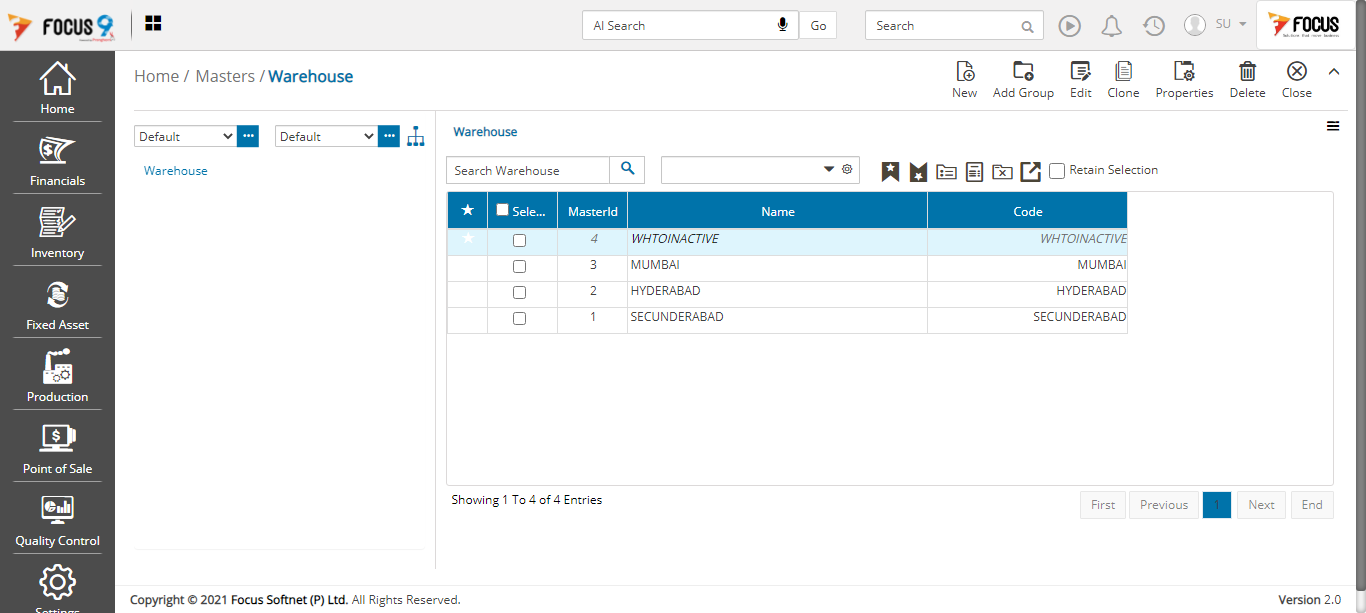 FOCUS 9
AI Search
Go
Search
SU
FOCUS
Home
Financials
Inventory
Fixed Asset
Production
Point of Sale
Quality Control
Settings
Home / Masters / Warehouse
New
Add Group
Edit
Clone
Properties
Delete
Close
Default ... Default ...
Warehouse
Warehouse
Search Warehouse
Retain Selection
Sele... MasterId Name Code
4 WHTOINACTIVE WHTOINACTIVE
3 MUMBAI MUMBAI
2 HYDERABAD HYDERABAD
1 SECUNDERABAD SECUNDERABAD
Showing 1 To 4 of 4 Entries
First Previous 1 Next End
Copyright © 2021 Focus Softnet (P) Ltd. All Rights Reserved.
Version 2.0